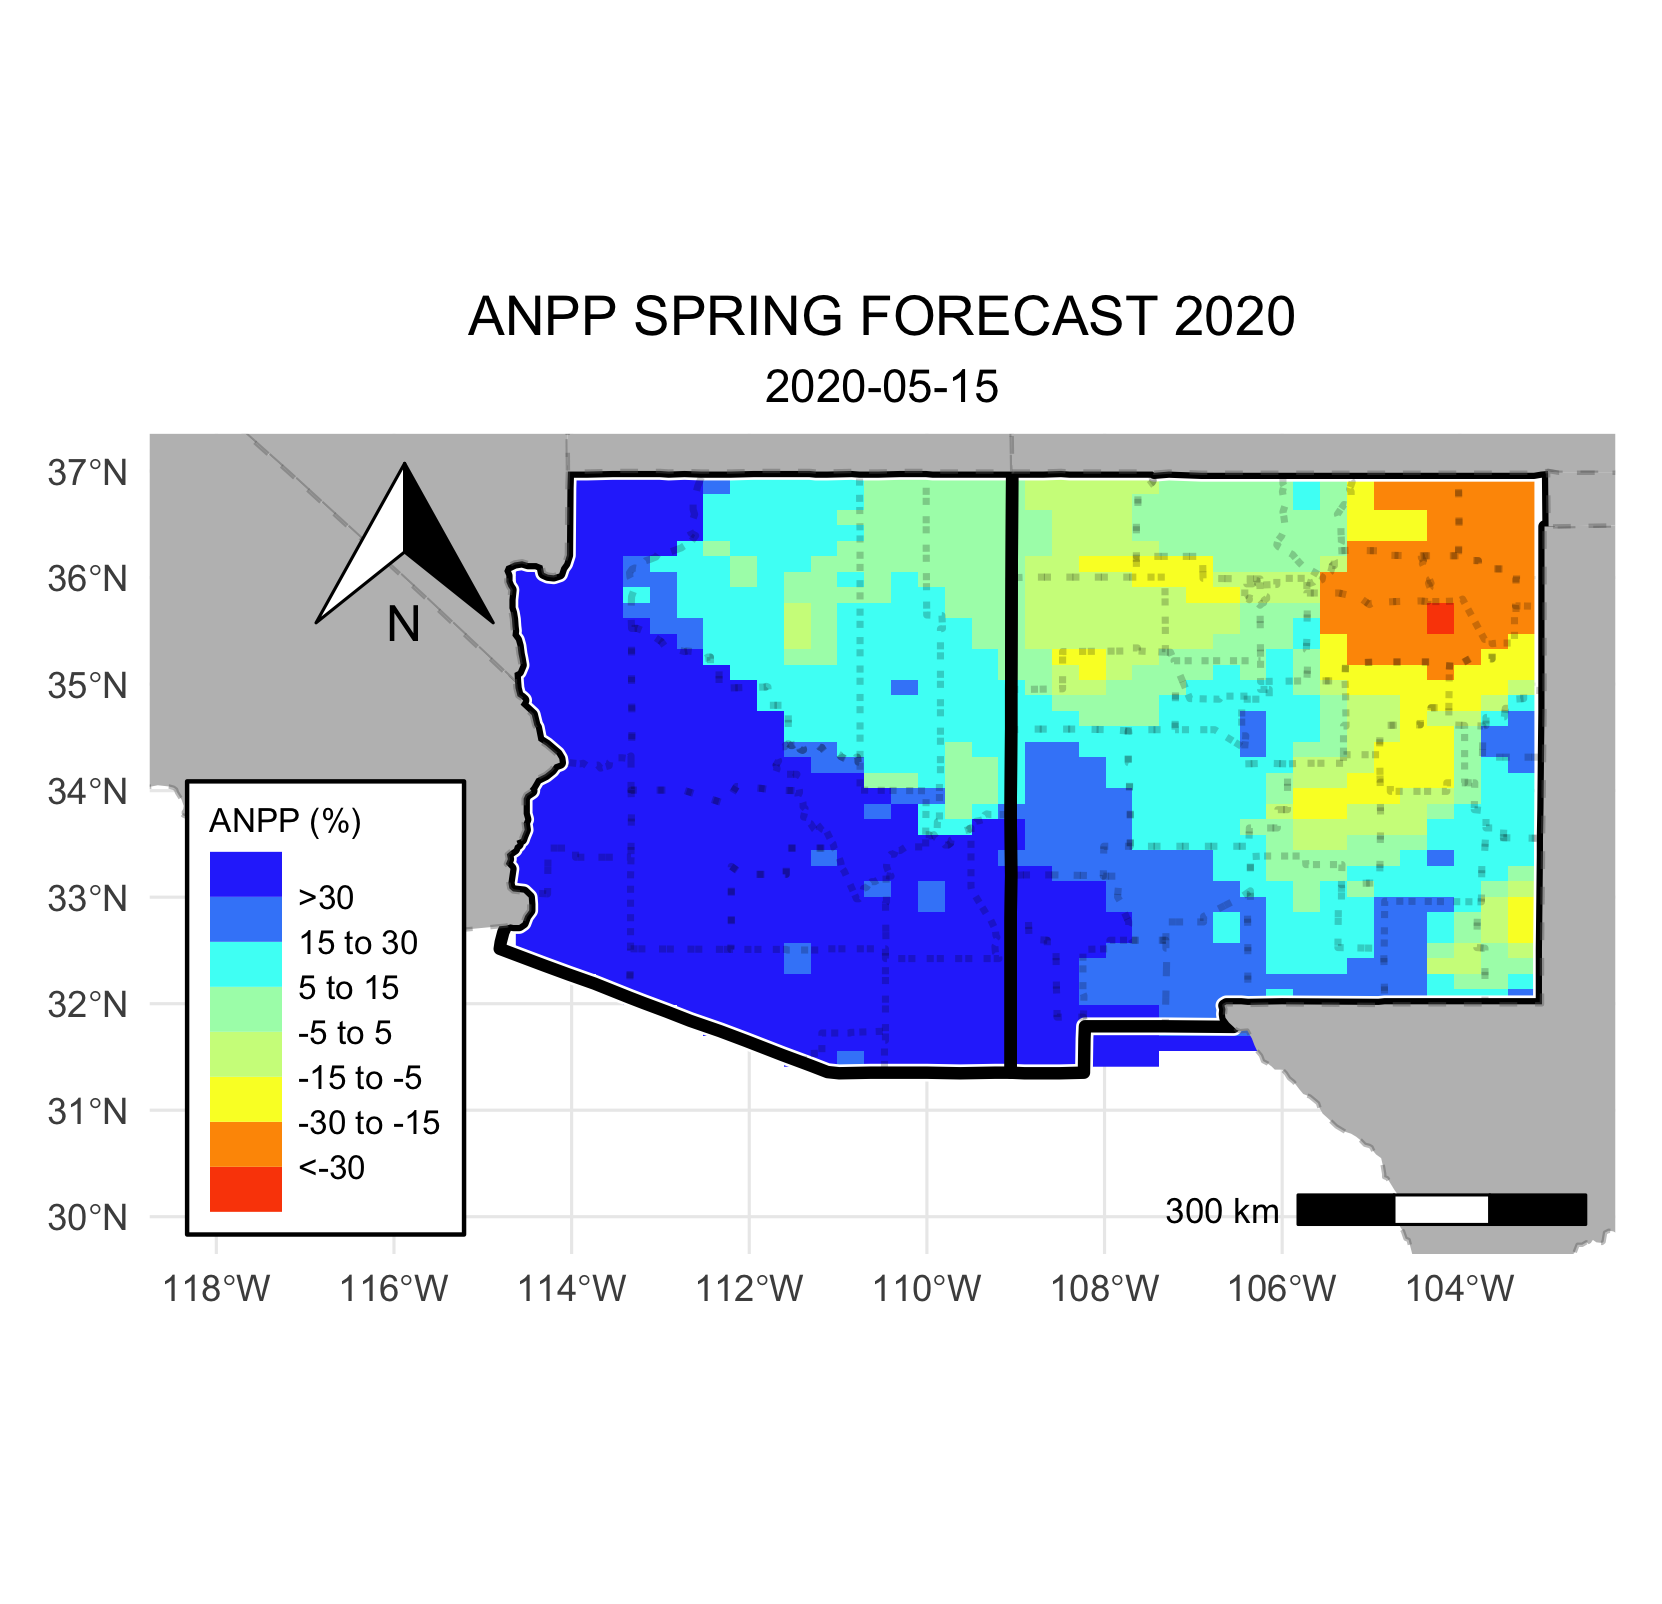 ANPP SPRING FORECAST 2020
2020-05-15
37°N
36°N
35°N
34°N
33°N
32°N
31°N
30°N
N
ANPP (%)
>30
15 to 30
5 to 15
-5 to 5
-15 to -5
-30 to -15
<-30
300 km
118°W
116°W
114°W
112°W
110°W
108°W
106°W
104°W